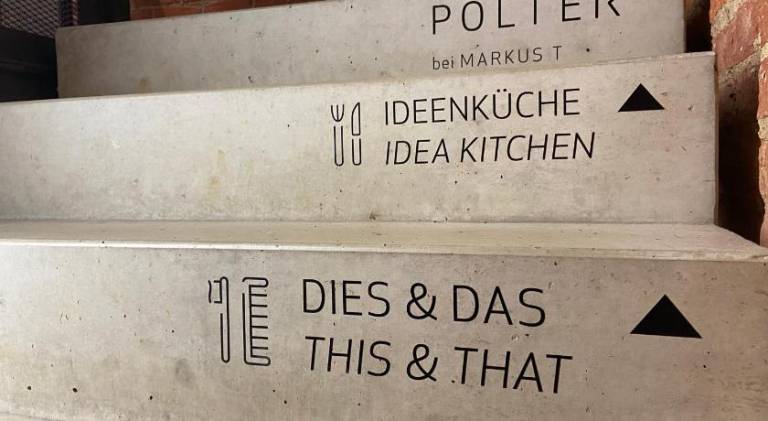 POLTER
bei MARKUS T
IDEENKÜCHE
IDEA KITCHEN
DIES & DAS
THIS & THAT